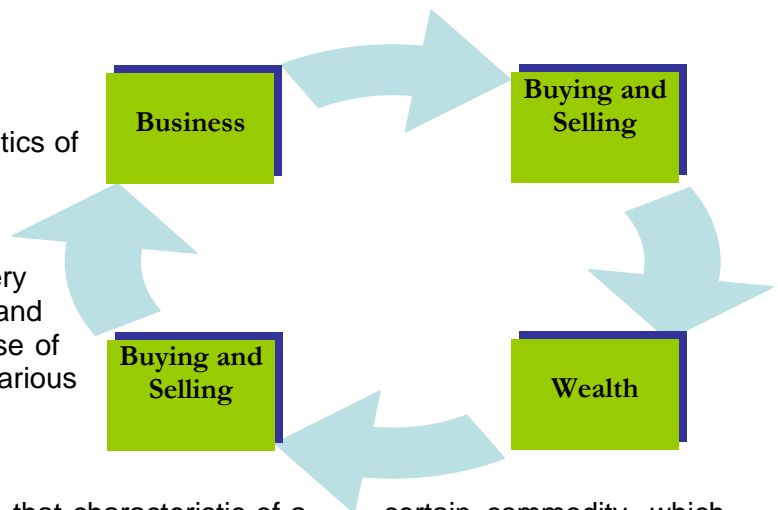 Business
Buying and
Selling
tics of
and
se of
arious
Buying and
Selling
Wealth
that characteristic of a certain commodity, which